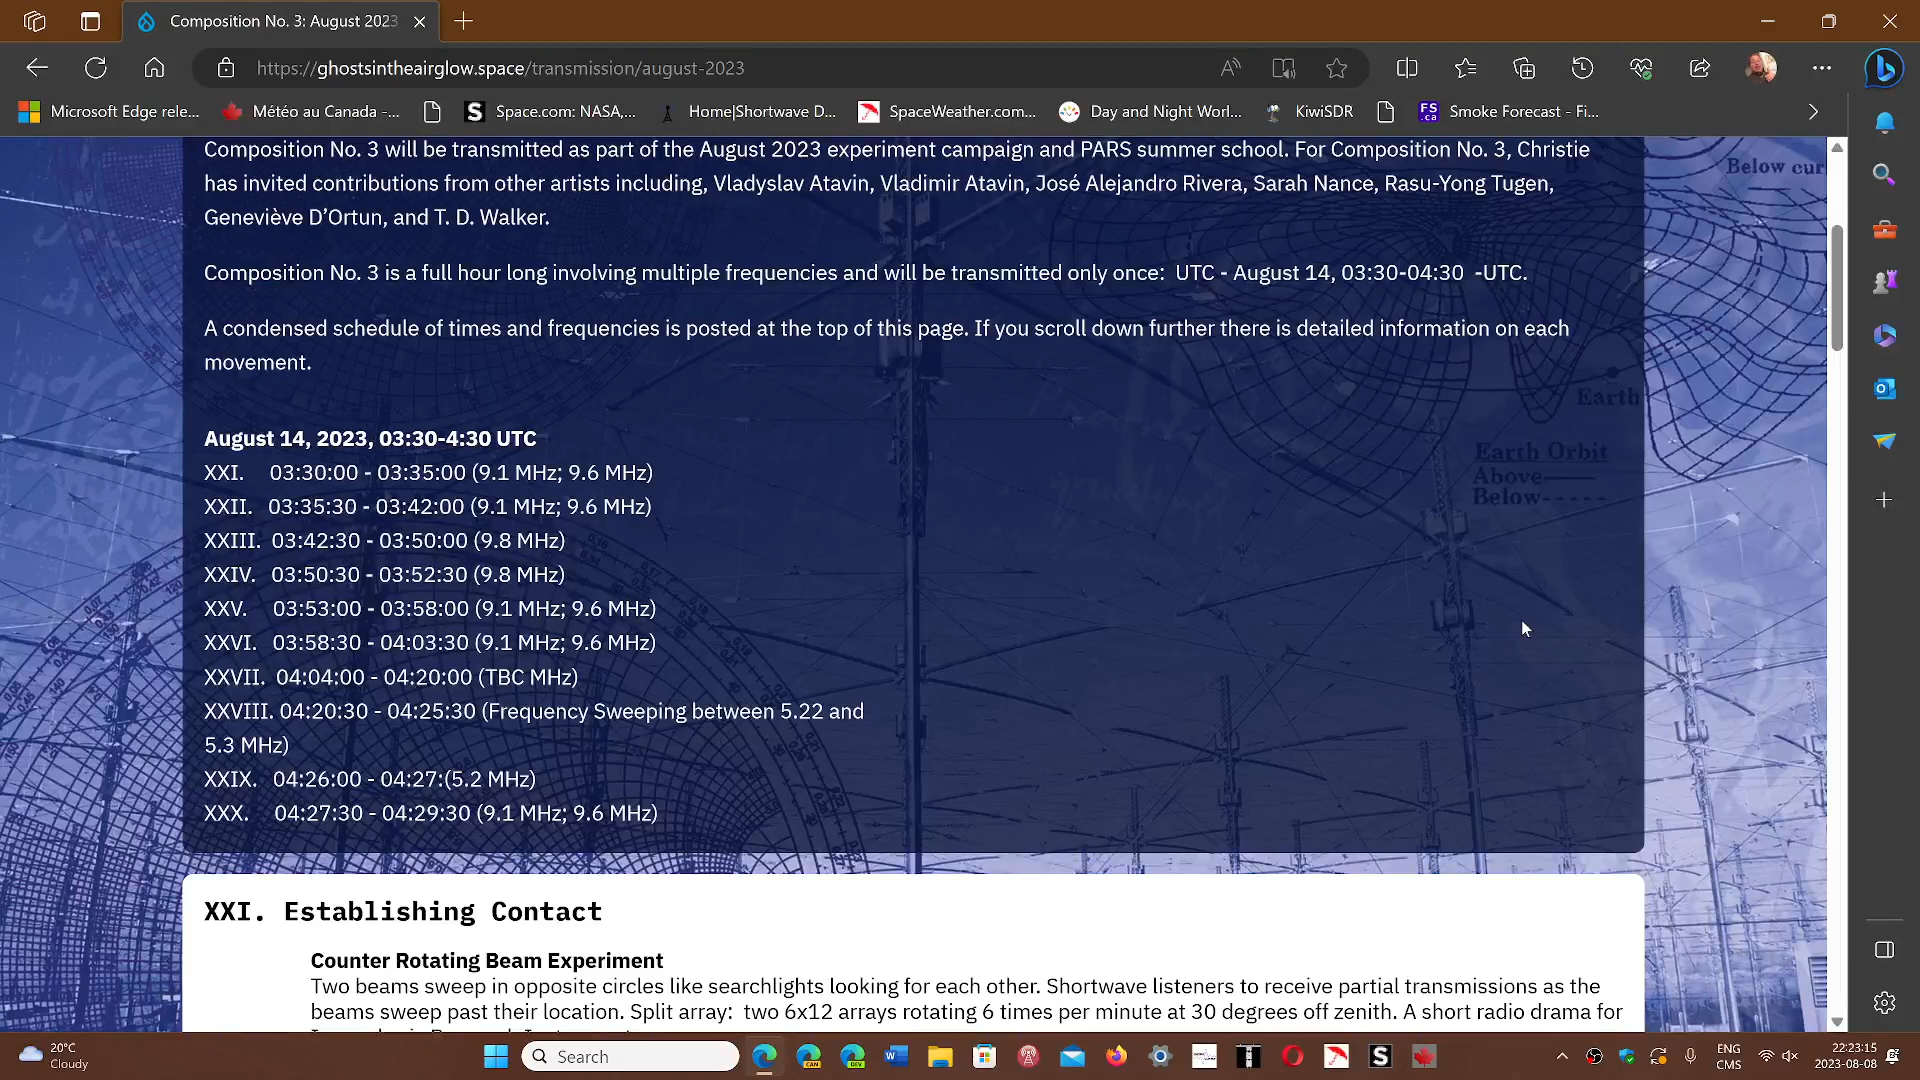 Composition No. 3: August 2023
https://ghostsintheairglow.space/transmission/august-2023
Microsoft Edge rele...
Météo au Canada -...
Space.com: NASA,...
Home|Shortwave D...
SpaceWeather.com...
Day and Night Worl...
KiwiSDR
FS.ca
Smoke Forecast - Fi...
Composition No. 3 will be transmitted as part of the August 2023 experiment campaign and PARS summer school. For Composition No. 3, Christie
has invited contributions from other artists including, Vladyslav Atavin, Vladimir Atavin, José Alejandro Rivera, Sarah Nance, Rasu-Yong Tugen,
Geneviève D’Ortun, and T. D. Walker.
Composition No. 3 is a full hour long involving multiple frequencies and will be transmitted only once:  UTC - August 14, 03:30-04:30  -UTC.
A condensed schedule of times and frequencies is posted at the top of this page. If you scroll down further there is detailed information on each
movement.
August 14, 2023, 03:30-4:30 UTC
XXI. 03:30:00 - 03:35:00 (9.1 MHz; 9.6 MHz)
XXII. 03:35:30 - 03:42:00 (9.1 MHz; 9.6 MHz)
XXIII. 03:42:30 - 03:50:00 (9.8 MHz)
XXIV. 03:50:30 - 03:52:30 (9.8 MHz)
XXV. 03:53:00 - 03:58:00 (9.1 MHz; 9.6 MHz)
XXVI. 03:58:30 - 04:03:30 (9.1 MHz; 9.6 MHz)
XXVII. 04:04:00 - 04:20:00 (TBC MHz)
XXVIII. 04:20:30 - 04:25:30 (Frequency Sweeping between 5.22 and
5.3 MHz)
XXIX. 04:26:00 - 04:27:(5.2 MHz)
XXX. 04:27:30 - 04:29:30 (9.1 MHz; 9.6 MHz)
Below cur
Earth
Earth Orbit
Above
Below
XXI. Establishing Contact
Counter Rotating Beam Experiment
Two beams sweep in opposite circles like searchlights looking for each other. Shortwave listeners to receive partial transmissions as the
beams sweep past their location. Split array:  two 6x12 arrays rotating 6 times per minute at 30 degrees off zenith. A short radio drama for
20°C
Cloudy
Search
CAN
DEV
ENG
CMS
22:23:15
2023-08-08